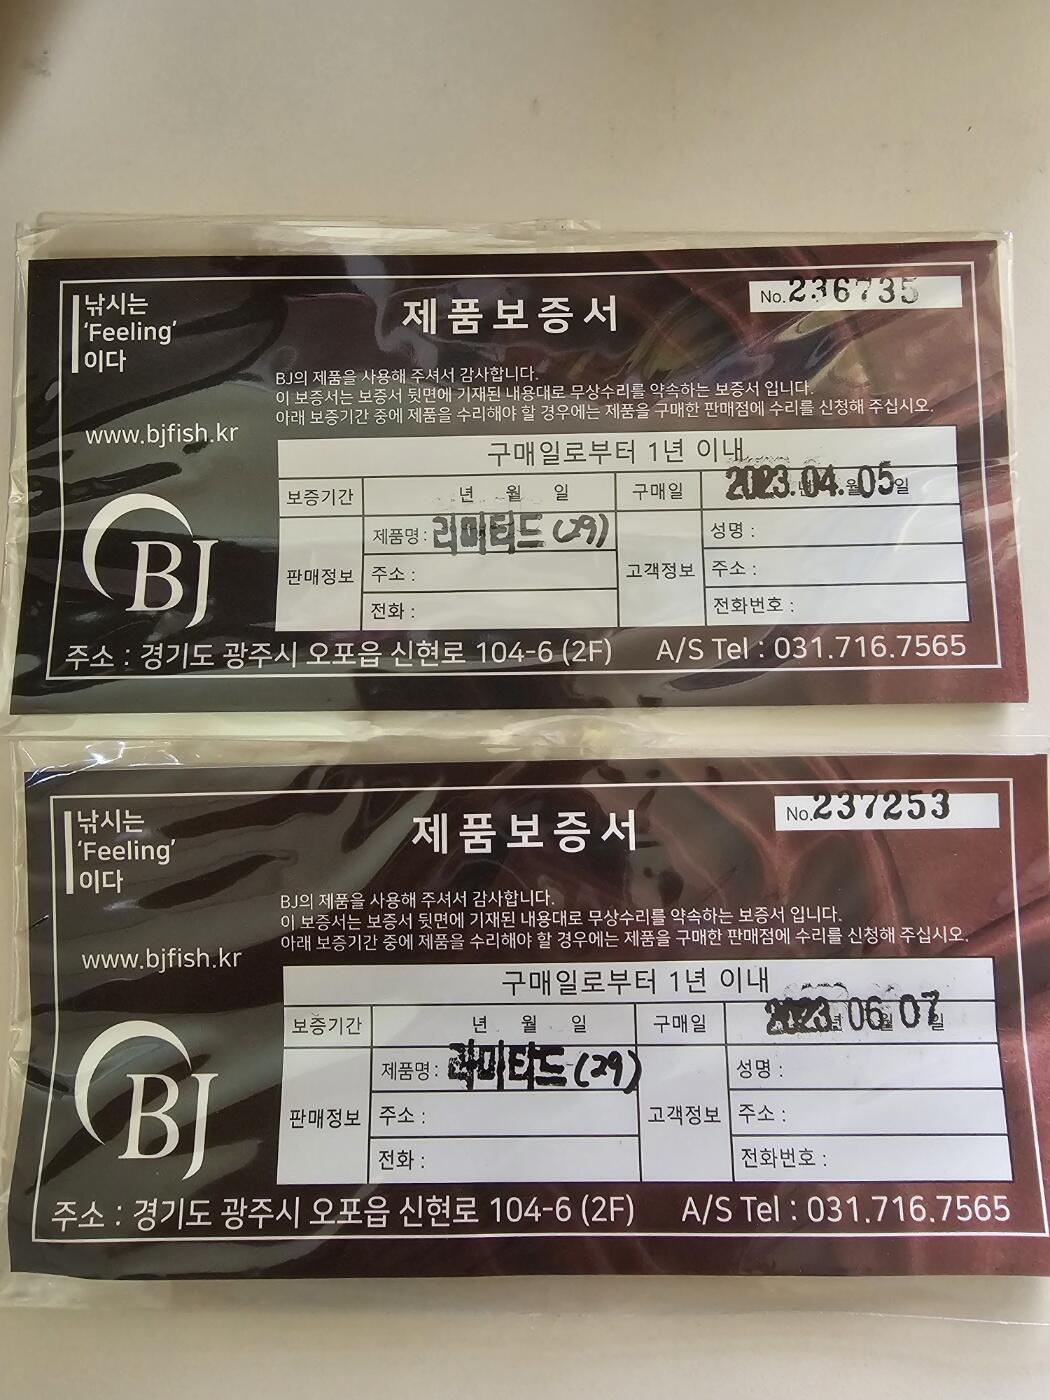 낚시는
'Feeling'
이다
제품보증서
No.236735
BJ의 제품을 사용해 주셔서 감사합니다.
이 보증서는 보증서 뒷면에 기재된 내용대로 무상수리를 약속하는 보증서 입니다.
아래 보증기간 중에 제품을 수리해야 할 경우에는 제품을 구매한 판매점에 수리를 신청해 주십시오.
www.bjfish.kr
구매일로부터 1년 이내
보증기간 년 월 일 구매일 2023.04.05 년 월 일
판매정보 제품명: 리미티드 (29) 고객정보 성명 :
주소 : 주소 :
전화 : 전화번호 :
BJ
주소 : 경기도 광주시 오포읍 신현로 104-6 (2F) A/S Tel : 031.716.7565
낚시는
'Feeling'
이다
제품보증서
No.237253
BJ의 제품을 사용해 주셔서 감사합니다.
이 보증서는 보증서 뒷면에 기재된 내용대로 무상수리를 약속하는 보증서 입니다.
아래 보증기간 중에 제품을 수리해야 할 경우에는 제품을 구매한 판매점에 수리를 신청해 주십시오.
www.bjfish.kr
구매일로부터 1년 이내
보증기간 년 월 일 구매일 2023.06.07 년 월 일
판매정보 제품명: 리미티드 (29) 고객정보 성명 :
주소 : 주소 :
전화 : 전화번호 :
BJ
주소 : 경기도 광주시 오포읍 신현로 104-6 (2F) A/S Tel : 031.716.7565